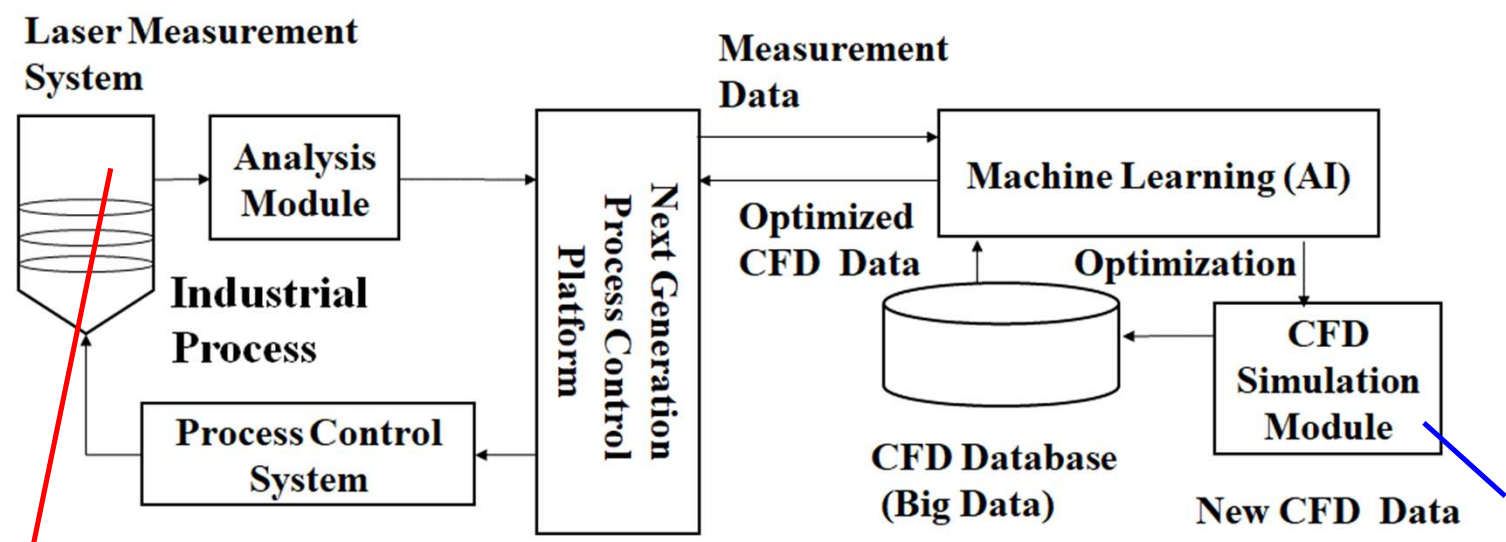 Laser Measurement
System
Analysis
Module
Industrial
Process
Process Control
System
Next Generation
Process Control
Platform
Measurement
Data
Machine Learning (AI)
Optimized
CFD Data
Optimization
CFD
Simulation
Module
CFD Database
(Big Data)
New CFD Data